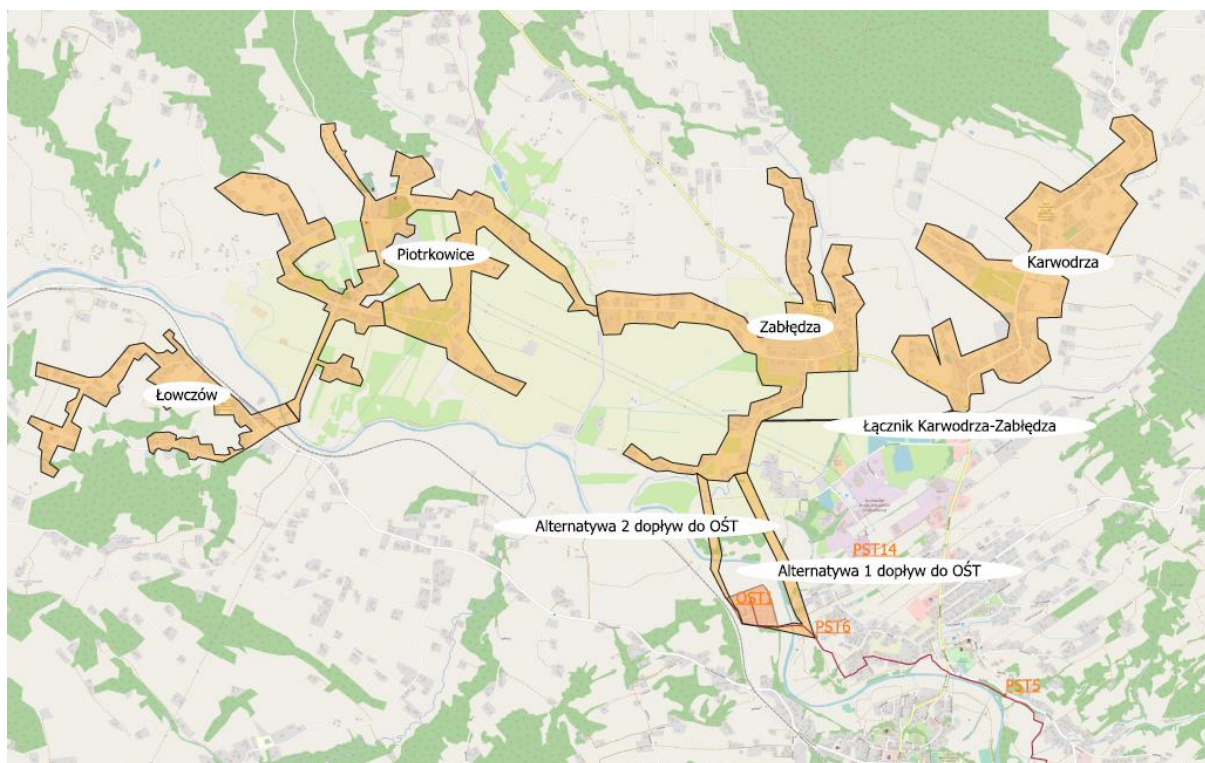 Piotrkowice
Karwodrza
Zabłędza
Łowczów
Łącznik Karwodrza-Zabłędza
Alternatywa 2 dopływ do OŚT
PST14
Alternatywa 1 dopływ do OŚT
OŚT1
PST6
PST5